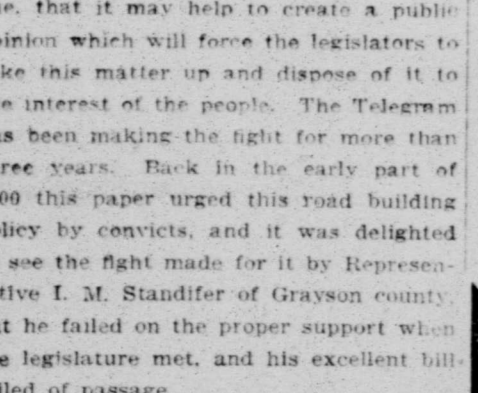 e. that it may help to create a public
inion which will force the legislators to
ke this matter up and dispose of it to
e interest of the people. The Telegram
s been making the fight for more than
ree years. Back in the early part of
00 this paper urged this road building
licy by convicts, and it was delighted
see the fight made for it by Represen-
tive I. M. Standifer of Grayson county,
t he failed on the proper support when
e legislature met, and his excellent bill
iled of passage